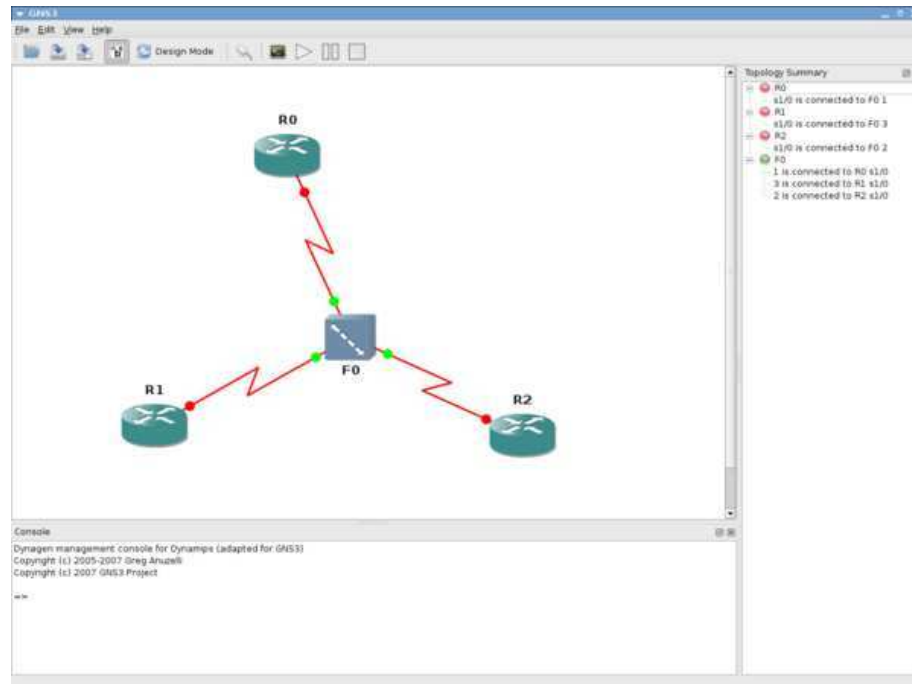 GNS3
File Edit View Help
Design Mode
Topology Summary
R0
s1/0 is connected to F0 1
R1
s1/0 is connected to F0 3
R2
s1/0 is connected to F0 2
F0
1 is connected to R0 s1/0
3 is connected to R1 s1/0
2 is connected to R2 s1/0
R0
F0
R1
R2
Console
Dynagen management console for Dynamips (adapted for GNS3)
Copyright (c) 2005-2007 Greg Anuzelli
Copyright (c) 2007 GNS3 Project
=>